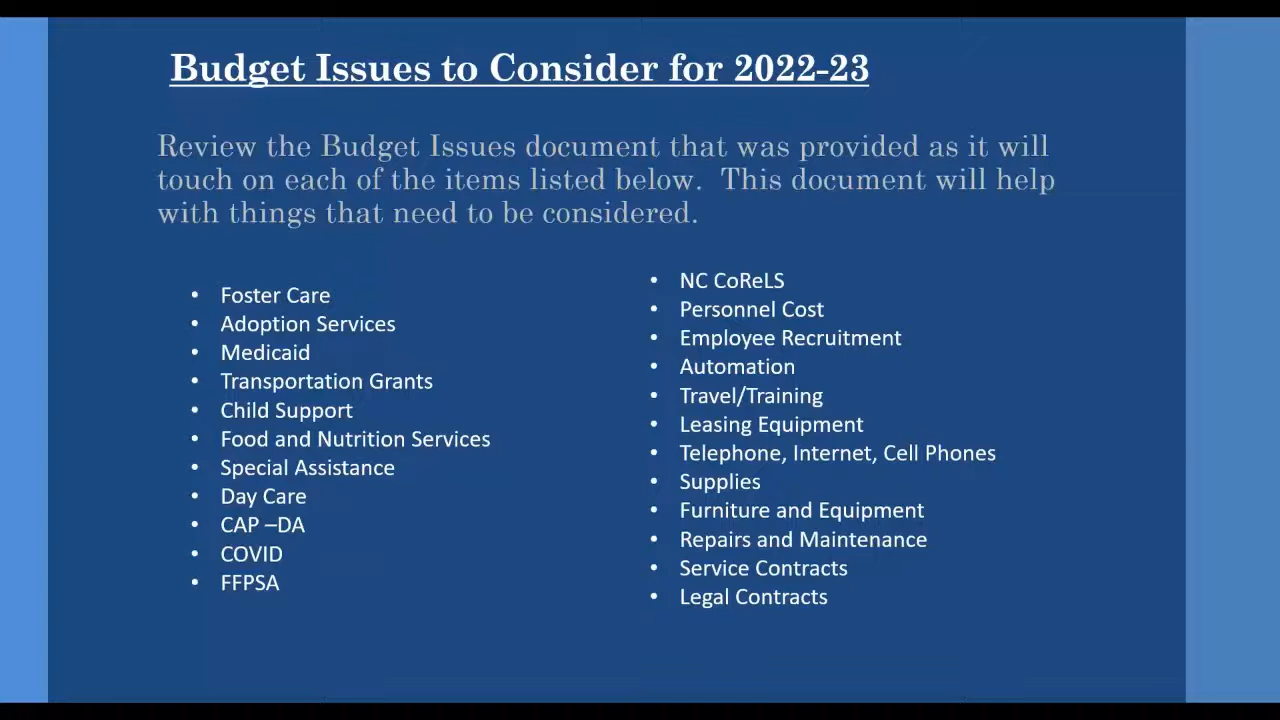 Budget Issues to Consider for 2022-23
Review the Budget Issues document that was provided as it will
touch on each of the items listed below.  This document will help
with things that need to be considered.
• Foster Care
• Adoption Services
• Medicaid
• Transportation Grants
• Child Support
• Food and Nutrition Services
• Special Assistance
• Day Care
• CAP –DA
• COVID
• FFPSA
• NC CoReLS
• Personnel Cost
• Employee Recruitment
• Automation
• Travel/Training
• Leasing Equipment
• Telephone, Internet, Cell Phones
• Supplies
• Furniture and Equipment
• Repairs and Maintenance
• Service Contracts
• Legal Contracts